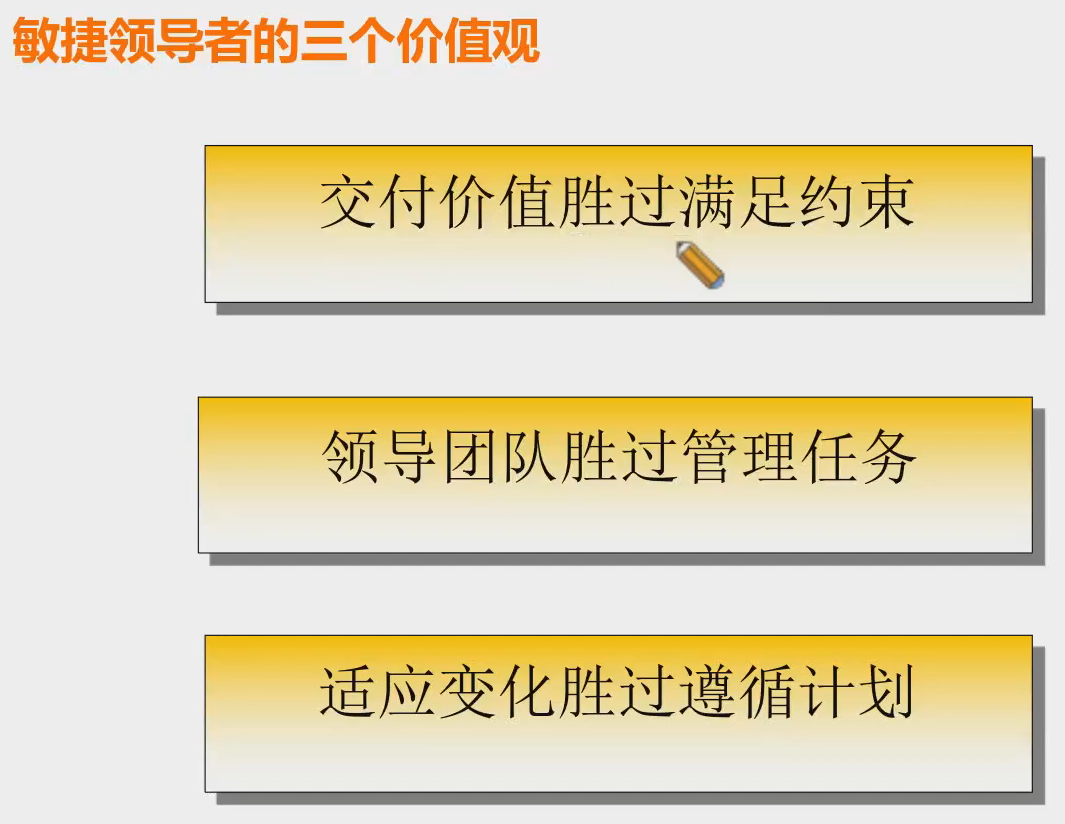 敏捷领导者的三个价值观
交付价值胜过满足约束
领导团队胜过管理任务
适应变化胜过遵循计划